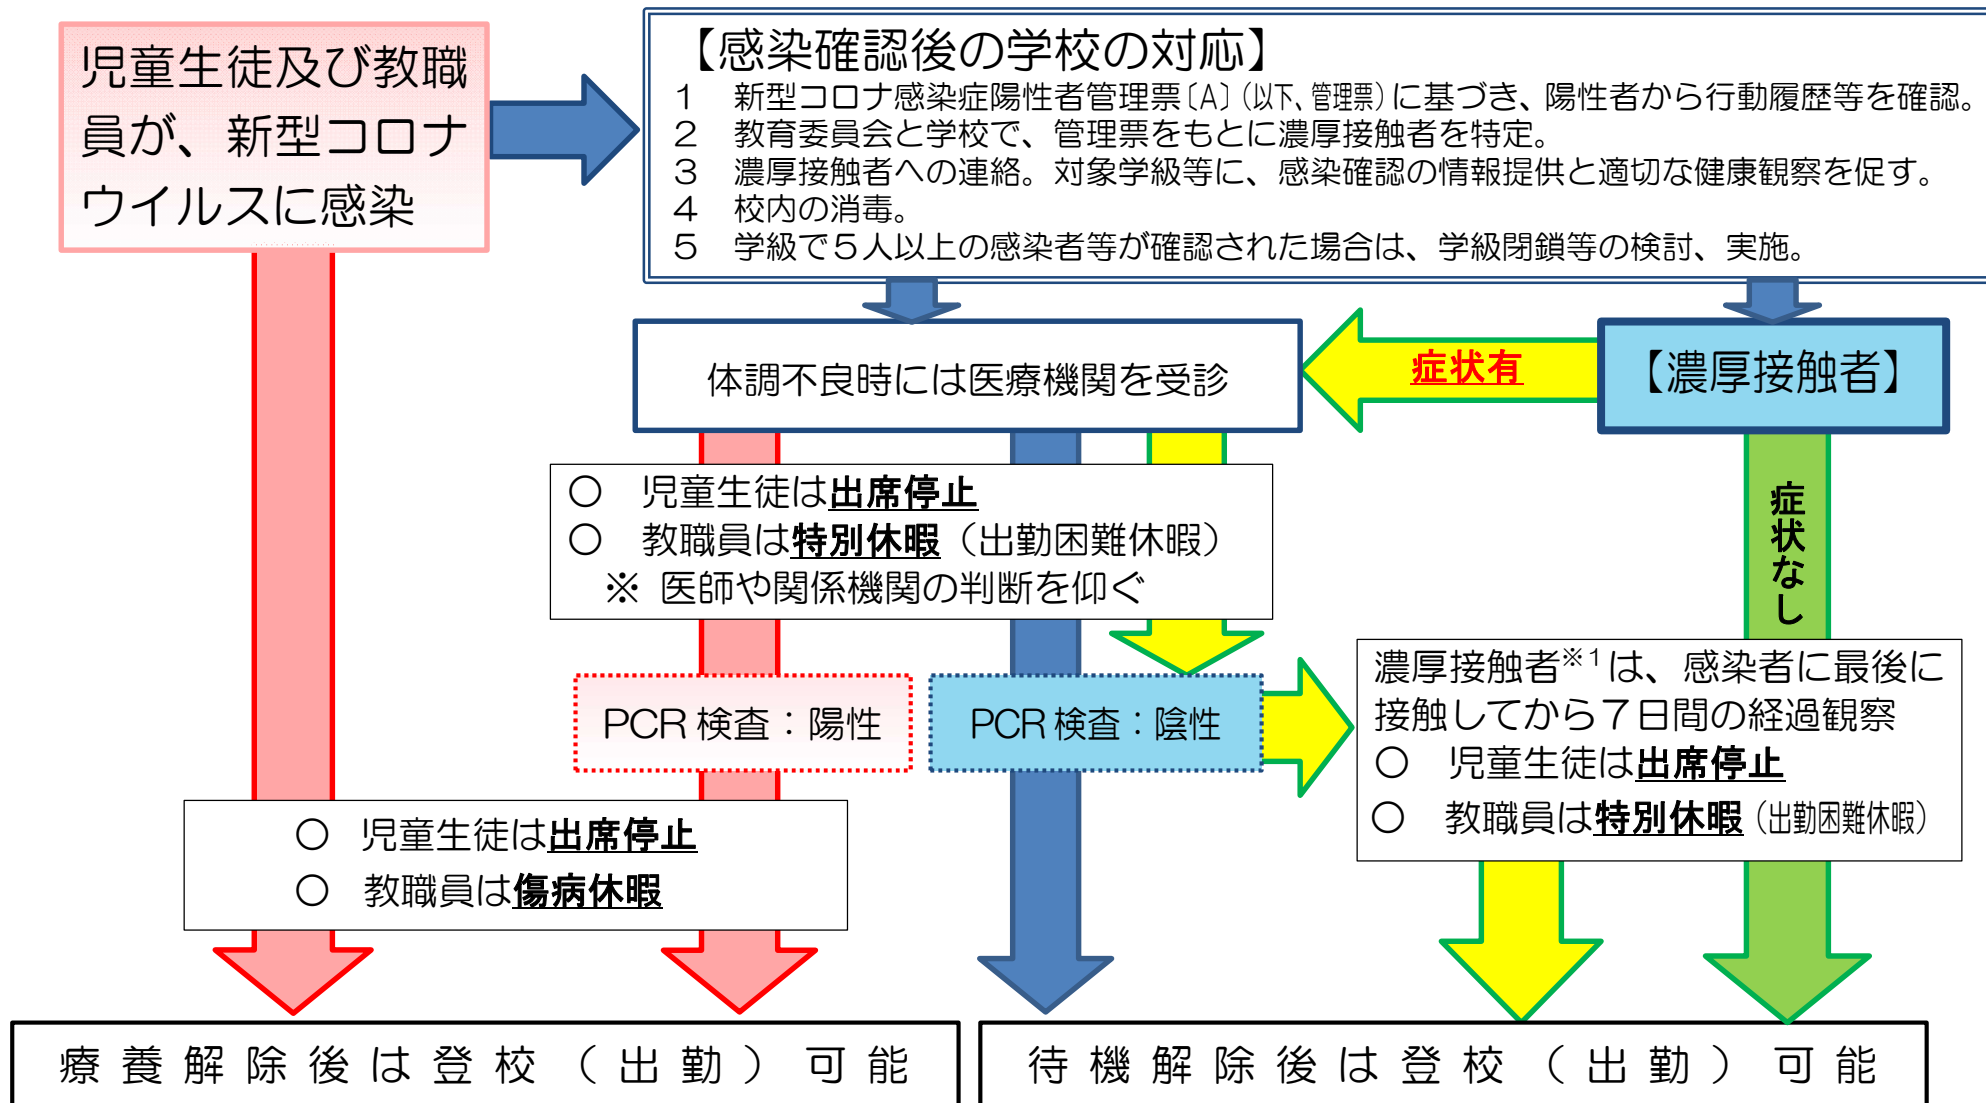 児童生徒及び教職
員が、新型コロナ
ウイルスに感染
【感染確認後の学校の対応】
１　新型コロナ感染症陽性者管理票〔A〕（以下、管理票）に基づき、陽性者から行動履歴等を確認。
２　教育委員会と学校で、管理票をもとに濃厚接触者を特定。
３　濃厚接触者への連絡。対象学級等に、感染確認の情報提供と適切な健康観察を促す。
４　校内の消毒。
５　学級で５人以上の感染者等が確認された場合は、学級閉鎖等の検討、実施。
体調不良時には医療機関を受診
症状有
【濃厚接触者】
○　児童生徒は出席停止
○　教職員は特別休暇（出勤困難休暇）
※ 医師や関係機関の判断を仰ぐ
症状なし
PCR 検査：陽性
PCR 検査：陰性
濃厚接触者※１は、感染者に最後に
接触してから７日間の経過観察
○　児童生徒は出席停止
○　教職員は特別休暇（出勤困難休暇）
○　児童生徒は出席停止
○　教職員は傷病休暇
療養解除後は登校（出勤）可能
待機解除後は登校（出勤）可能